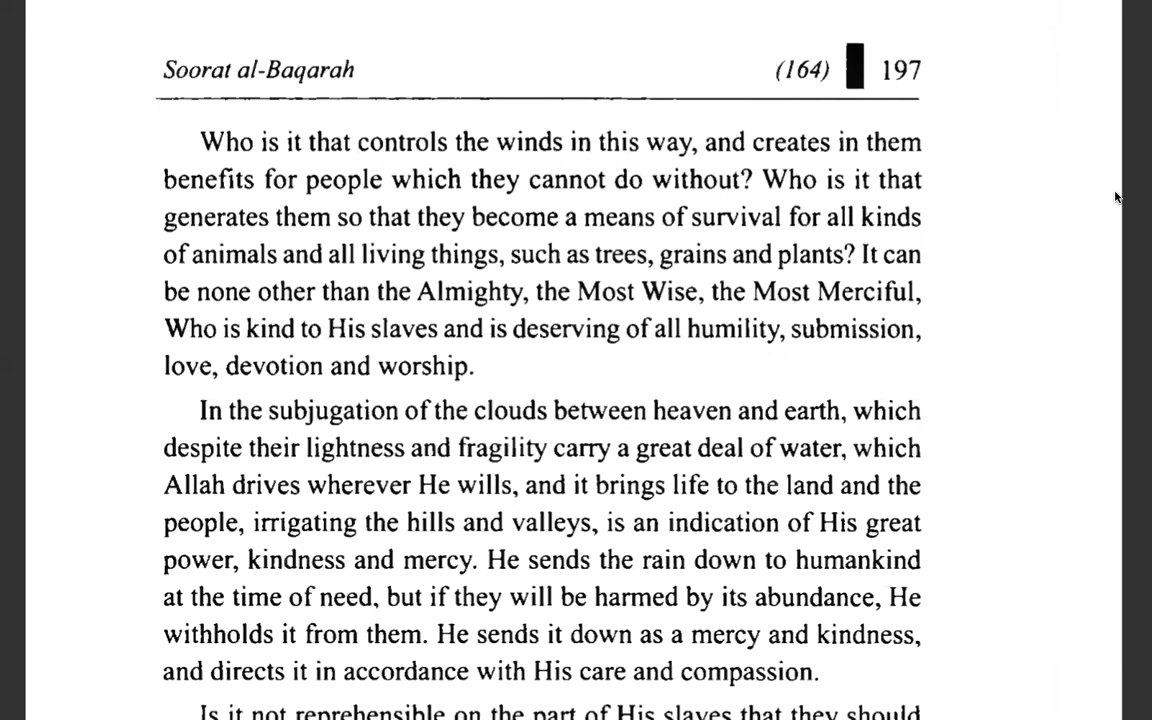 Soorat al-Baqarah (164) 197
Who is it that controls the winds in this way, and creates in them
benefits for people which they cannot do without? Who is it that
generates them so that they become a means of survival for all kinds
of animals and all living things, such as trees, grains and plants? It can
be none other than the Almighty, the Most Wise, the Most Merciful,
Who is kind to His slaves and is deserving of all humility, submission,
love, devotion and worship.
In the subjugation of the clouds between heaven and earth, which
despite their lightness and fragility carry a great deal of water, which
Allah drives wherever He wills, and it brings life to the land and the
people, irrigating the hills and valleys, is an indication of His great
power, kindness and mercy. He sends the rain down to humankind
at the time of need, but if they will be harmed by its abundance, He
withholds it from them. He sends it down as a mercy and kindness,
and directs it in accordance with His care and compassion.
Is it not reprehensible on the part of His slaves that they should